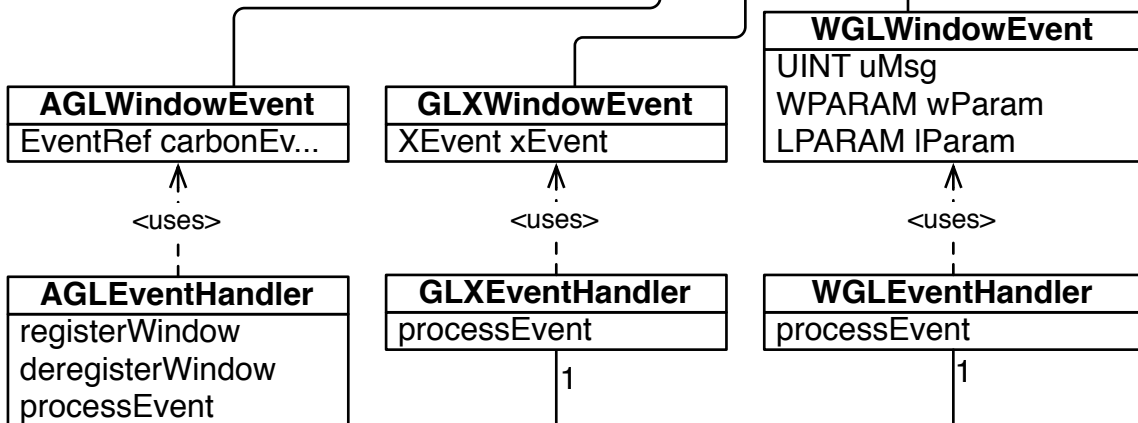 WGLWindowEvent
UINT uMsg
WPARAM wParam
LPARAM lParam
AGLWindowEvent
EventRef carbonEv...
GLXWindowEvent
XEvent xEvent
<uses>
<uses>
<uses>
AGLEventHandler
registerWindow
deregisterWindow
processEvent
GLXEventHandler
processEvent
1
WGLEventHandler
processEvent
1